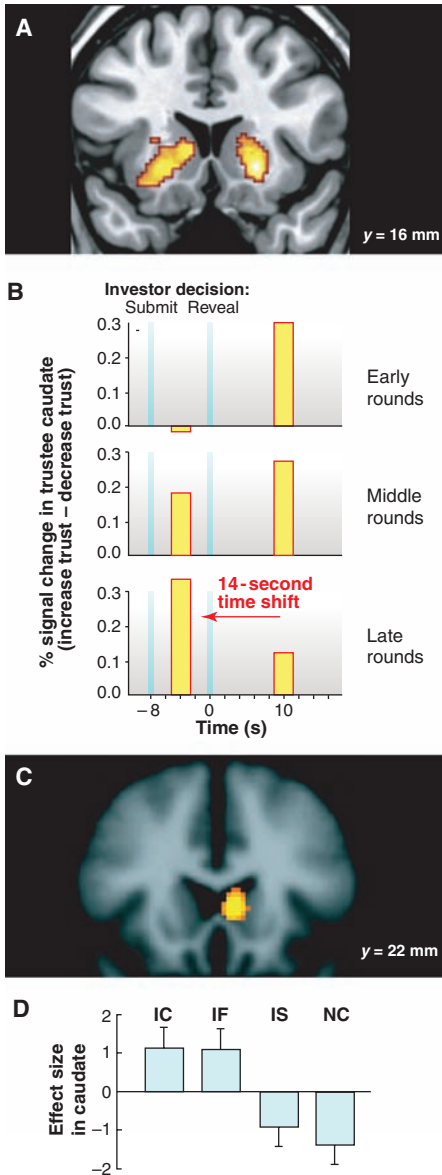 A
y = 16 mm
B
Investor decision:
Submit Reveal
% signal change in trustee caudate
(increase trust – decrease trust)
0.3
0.2
0.1
0.0
Early
rounds
0.3
0.2
0.1
0.0
Middle
rounds
0.3
0.2
0.1
0.0
14-second
time shift
Late
rounds
–8 0 10
Time (s)
C
y = 22 mm
D
IC IF IS NC
Effect size
in caudate
2
1
0
–1
–2